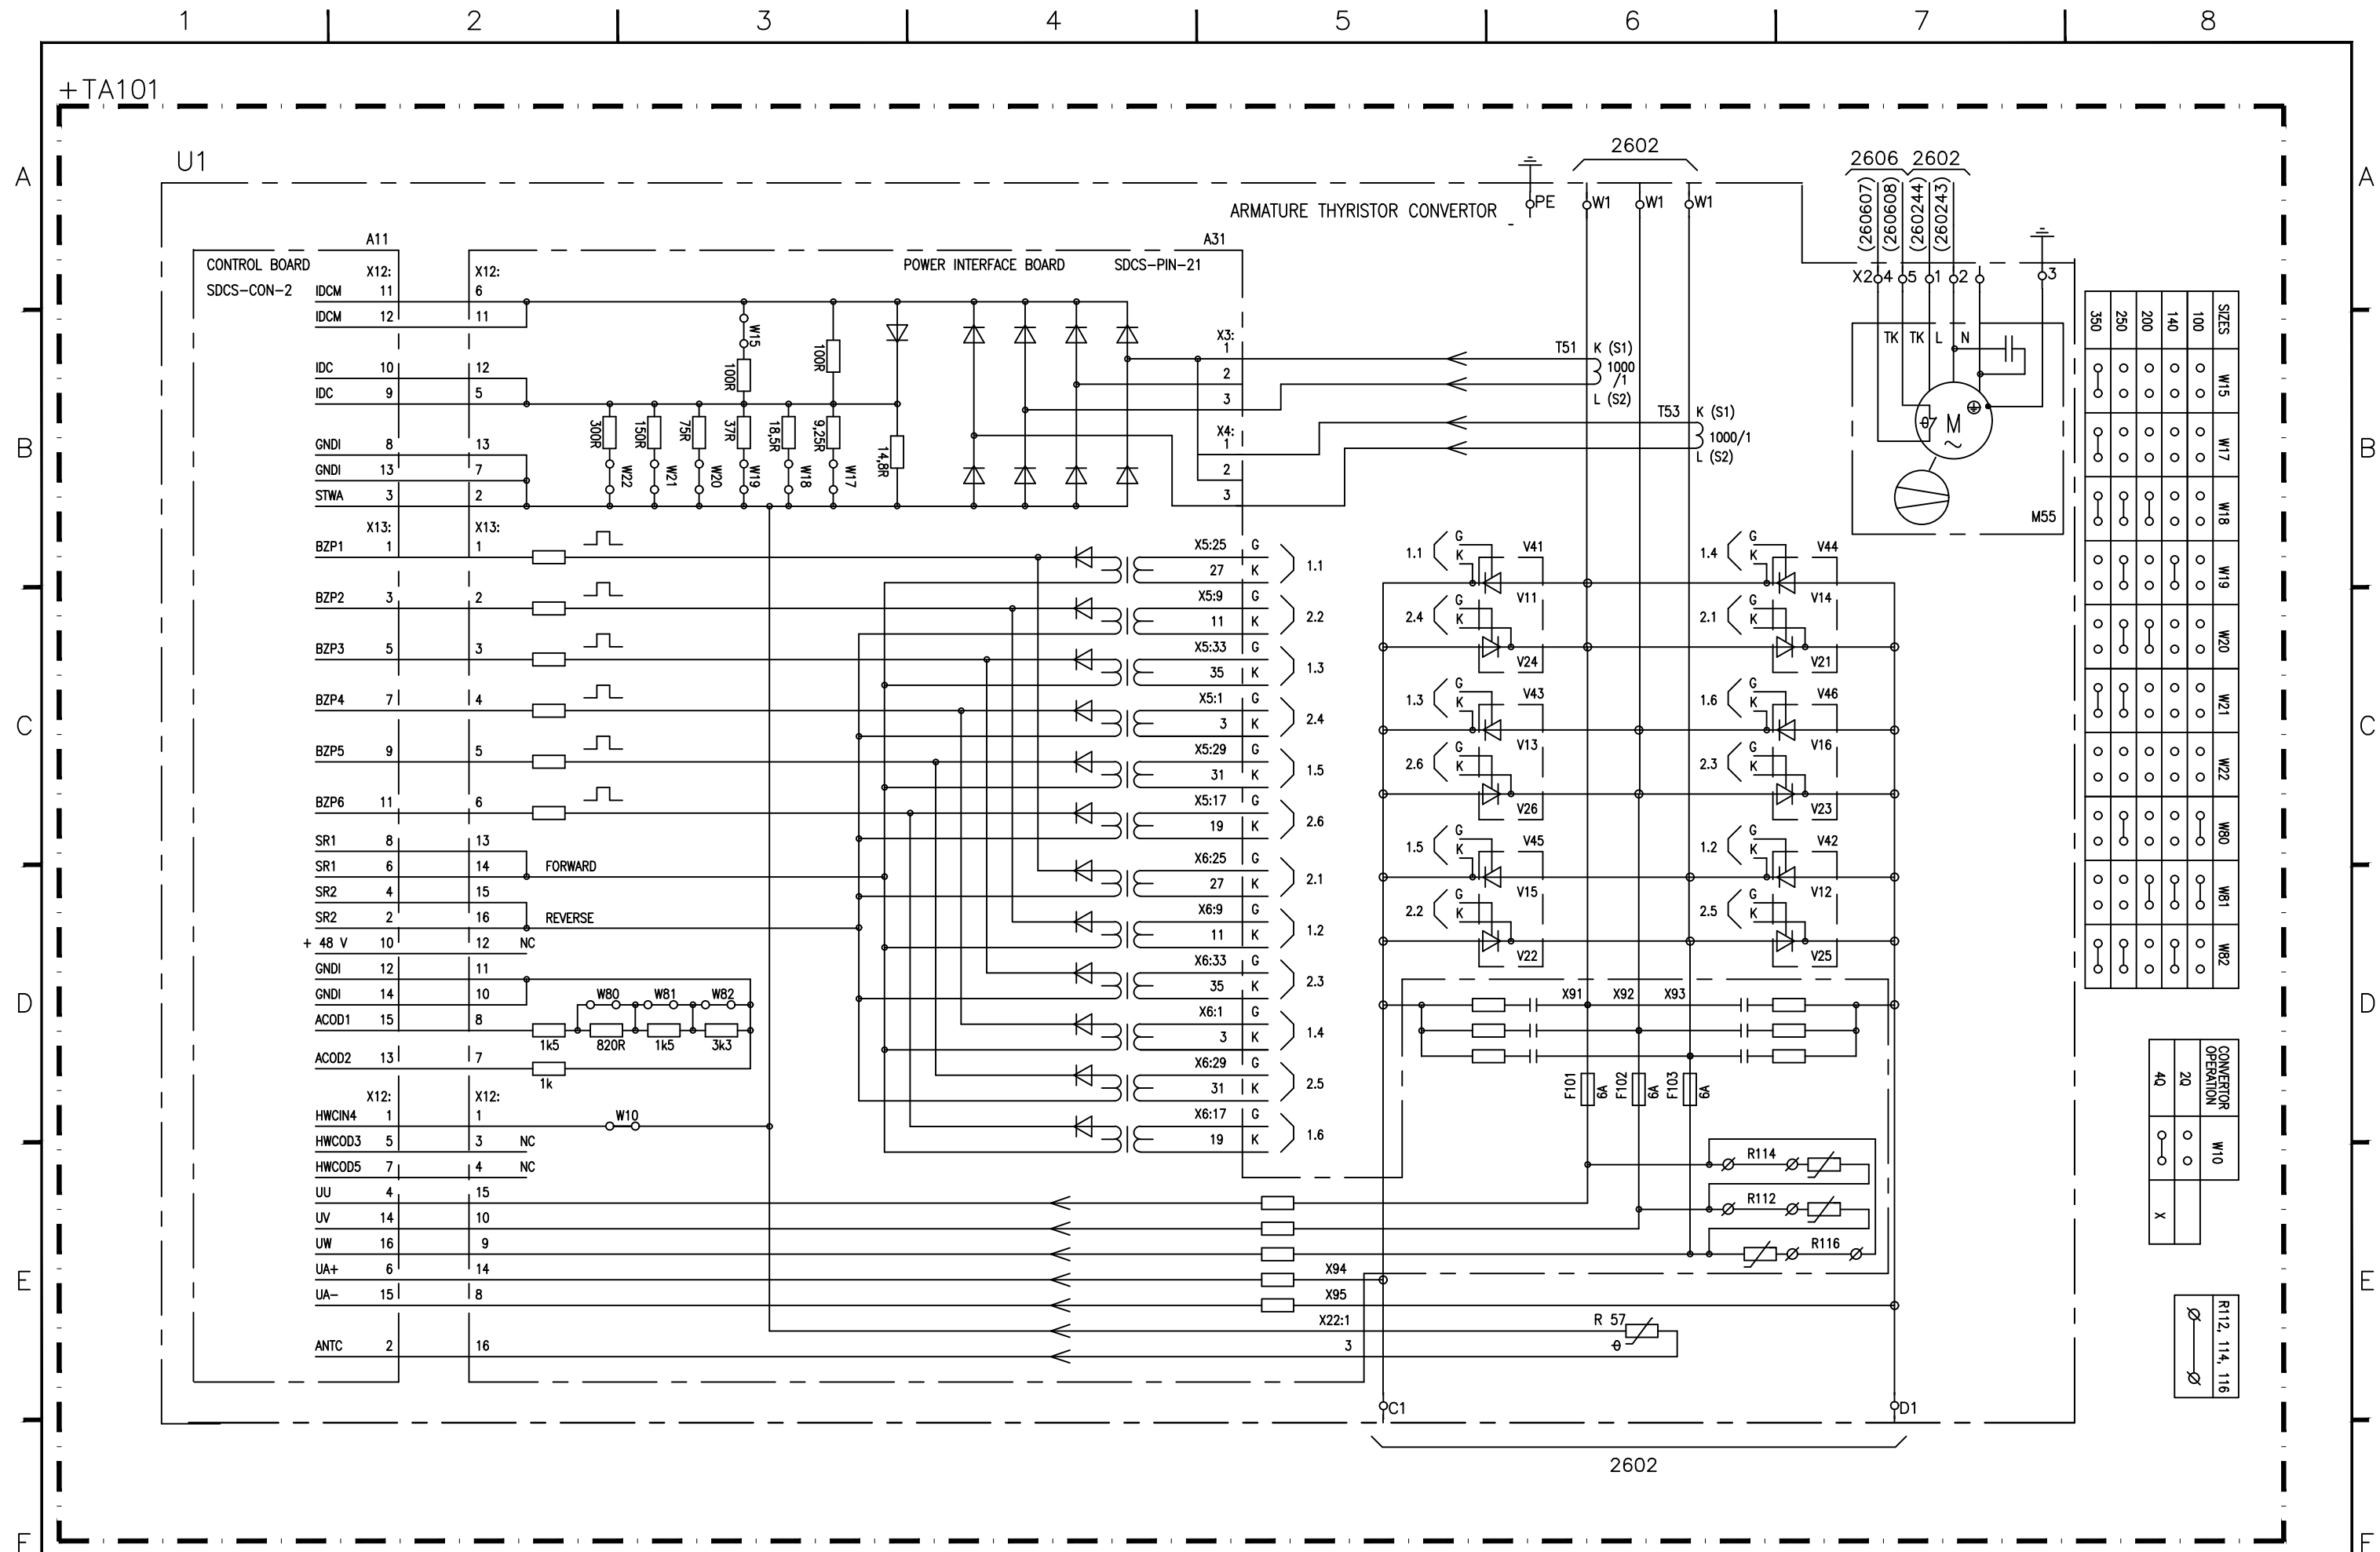 1 2 3 4 5 6 7 8
+TA101
A A
B B
C C
D D
E E
F F
U1
2602
2606 2602
(260607)
(260608)
(260244)
(260243)
ARMATURE THYRISTOR CONVERTOR
PE W1 W1 W1
X2 4 5 1 2 3
A11
CONTROL BOARD
SDCS-CON-2
A31
POWER INTERFACE BOARD SDCS-PIN-21
X12: X12:
IDCM 11 6
IDCM 12 11
IDC 10 12
IDC 9 5
GNDI 8 13
GNDI 13 7
STWA 3 2
X13: X13:
BZP1 1 1
BZP2 3 2
BZP3 5 3
BZP4 7 4
BZP5 9 5
BZP6 11 6
SR1 8 13
SR1 6 14 FORWARD
SR2 4 15
SR2 2 16 REVERSE
+ 48 V 10 12 NC
GNDI 12 11
GNDI 14 10
ACOD1 15 8
ACOD2 13 7
W80 W81 W82
1k5 820R 1k5 3k3
1k
X12: X12:
HWCIN4 1 1 W10
HWCOD3 5 3 NC
HWCOD5 7 4 NC
UU 4 15
UV 14 10
UW 16 9
UA+ 6 14 X94
UA- 15 8 X95
X22:1 R 57
ANTC 2 16 3
θ
W15
100R
100R
300R 150R 75R 37R 18,5R 9,25R 14,8R
W22 W21 W20 W19 W18 W17
X3:
1
2
3
X4:
1
2
3
T51 K (S1)
1000
/1
L (S2)
T53 K (S1)
1000/1
L (S2)
X5:25 G
27 K 1.1
X5:9 G
11 K 2.2
X5:33 G
35 K 1.3
X5:1 G
3 K 2.4
X5:29 G
31 K 1.5
X5:17 G
19 K 2.6
X6:25 G
27 K 2.1
X6:9 G
11 K 1.2
X6:33 G
35 K 2.3
X6:1 G
3 K 1.4
X6:29 G
31 K 2.5
X6:17 G
19 K 1.6
1.1 G K V41 1.4 G K V44
V11 V14
2.4 G K V24 2.1 G K V21
1.3 G K V43 1.6 G K V46
V13 V16
2.6 G K V26 2.3 G K V23
1.5 G K V45 1.2 G K V42
V15 V12
2.2 G K V22 2.5 G K V25
X91 X92 X93
F101 6A F102 6A F103 6A
R114
R112
R116
C1 D1
2602
TK TK L N
θ
M
~
M55
SIZES W15 W17 W18 W19 W20 W21 W22 W80 W81 W82
100
140
200
250
350
CONVERTOR
OPERATION W10
2Q
4Q X
R112, 114, 116